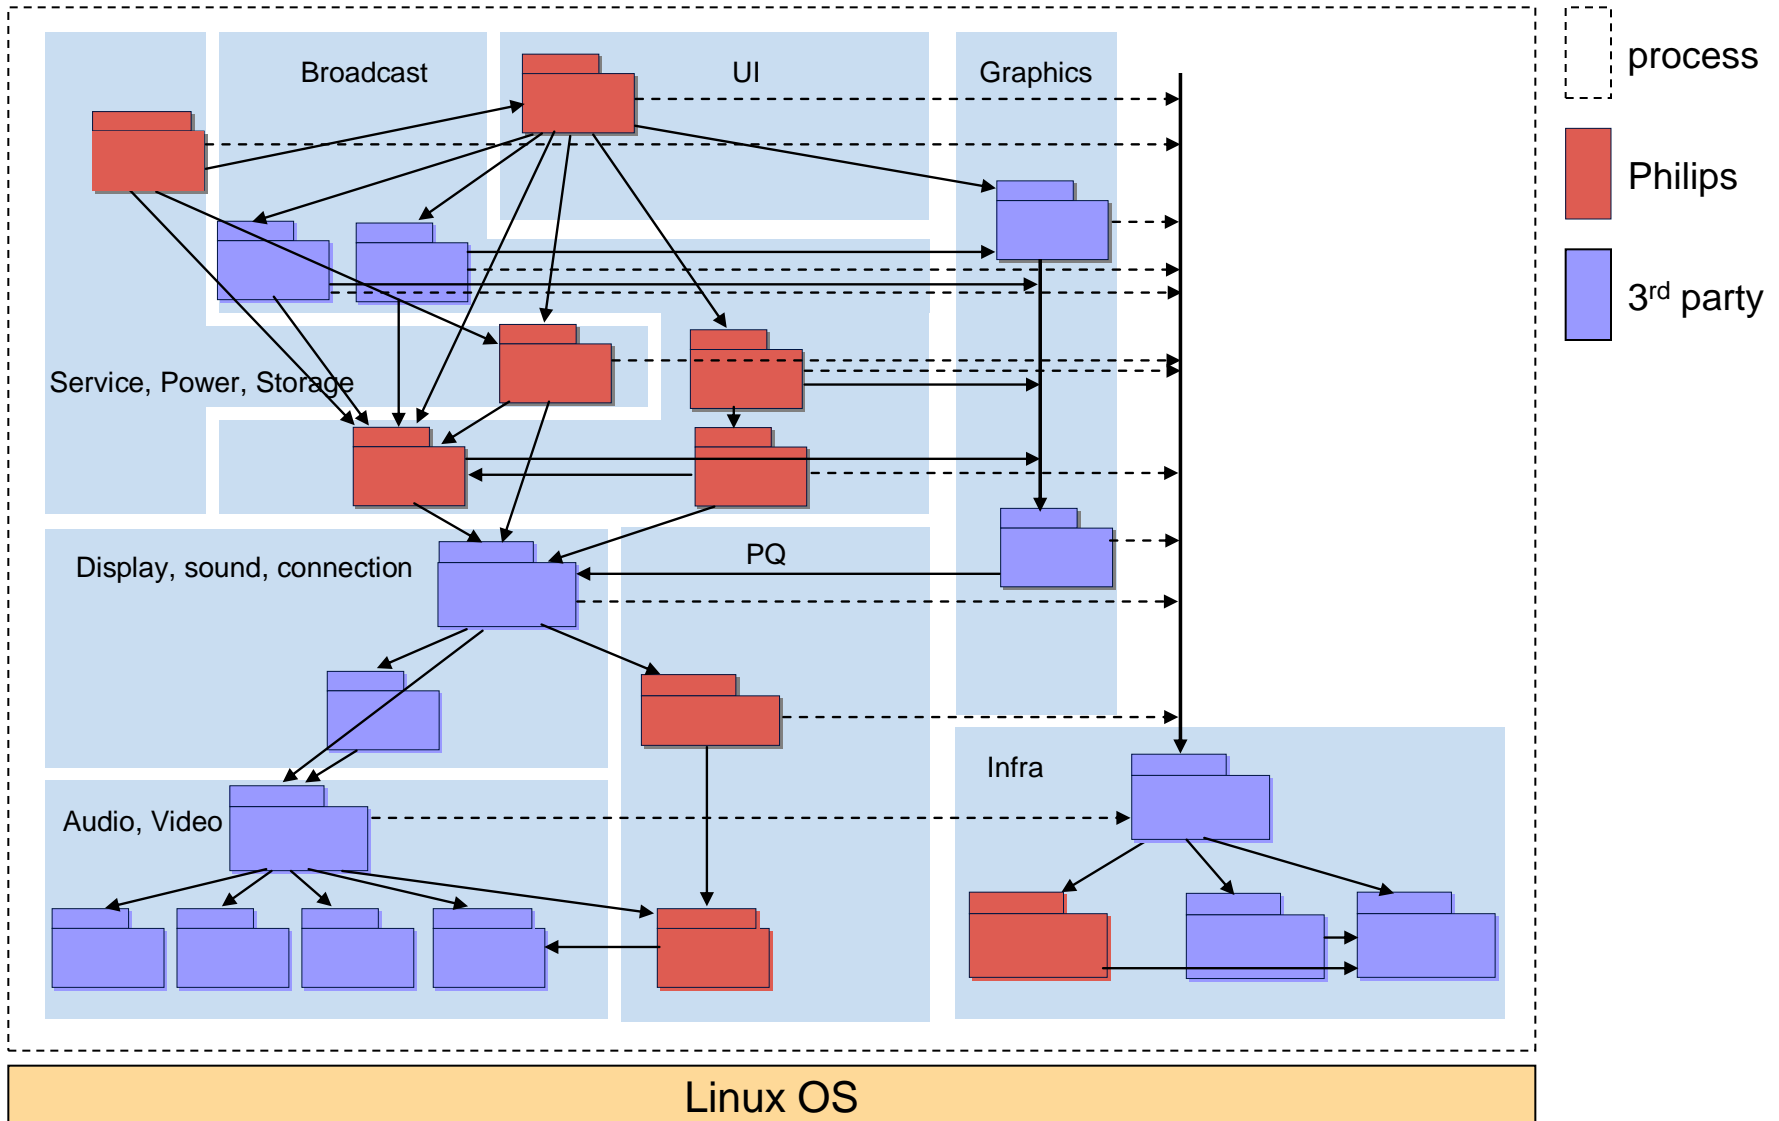 Broadcast
UI
Graphics
process
Philips
3rd party
Service, Power, Storage
Display, sound, connection
PQ
Infra
Audio, Video
Linux OS